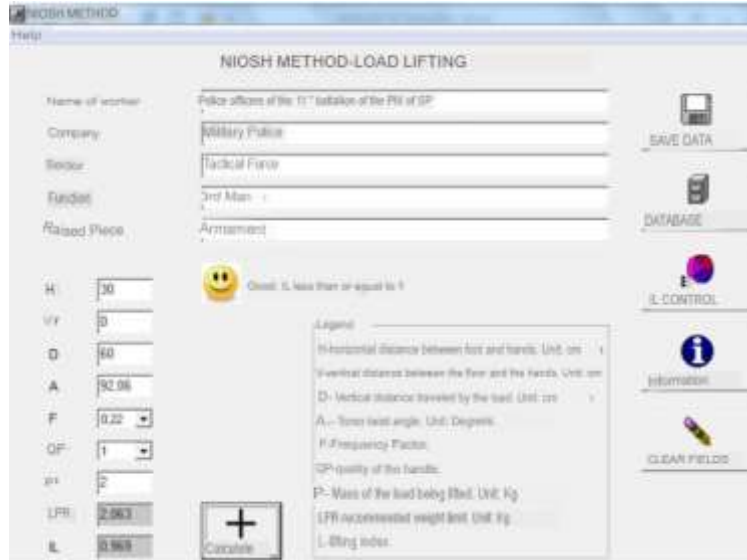 NIOSH METHOD
Help
NIOSH METHOD-LOAD LIFTING
Name of worker
Police officers of the 11° battalion of the PM of SP
Company
Military Police
SAVE DATA
Tactical Force
Function
3rd Man
DATABASE
Raised Piece
Armament
H
30
Good. IL less than or equal to 1
IL CONTROL
0
Legend
D
60
H-horizontal distance between foot and hands. Unit: cm
V-vertical distance between the floor and the hands. Unit: cm
Information
A
92.06
D- Vertical distance traveled by the load. Unit: cm
A- Torso twist angle. Unit: Degrees
F
0.22
F-Frequency Factor.
QP
1
QP-quality of the handle.
CLEAR FIELDS
2
P- Mass of the load being lifted. Unit: Kg
LPR
2.063
LPR-recommended weight limit. Unit: Kg
IL
0.969
Calculate
L-lifting index.